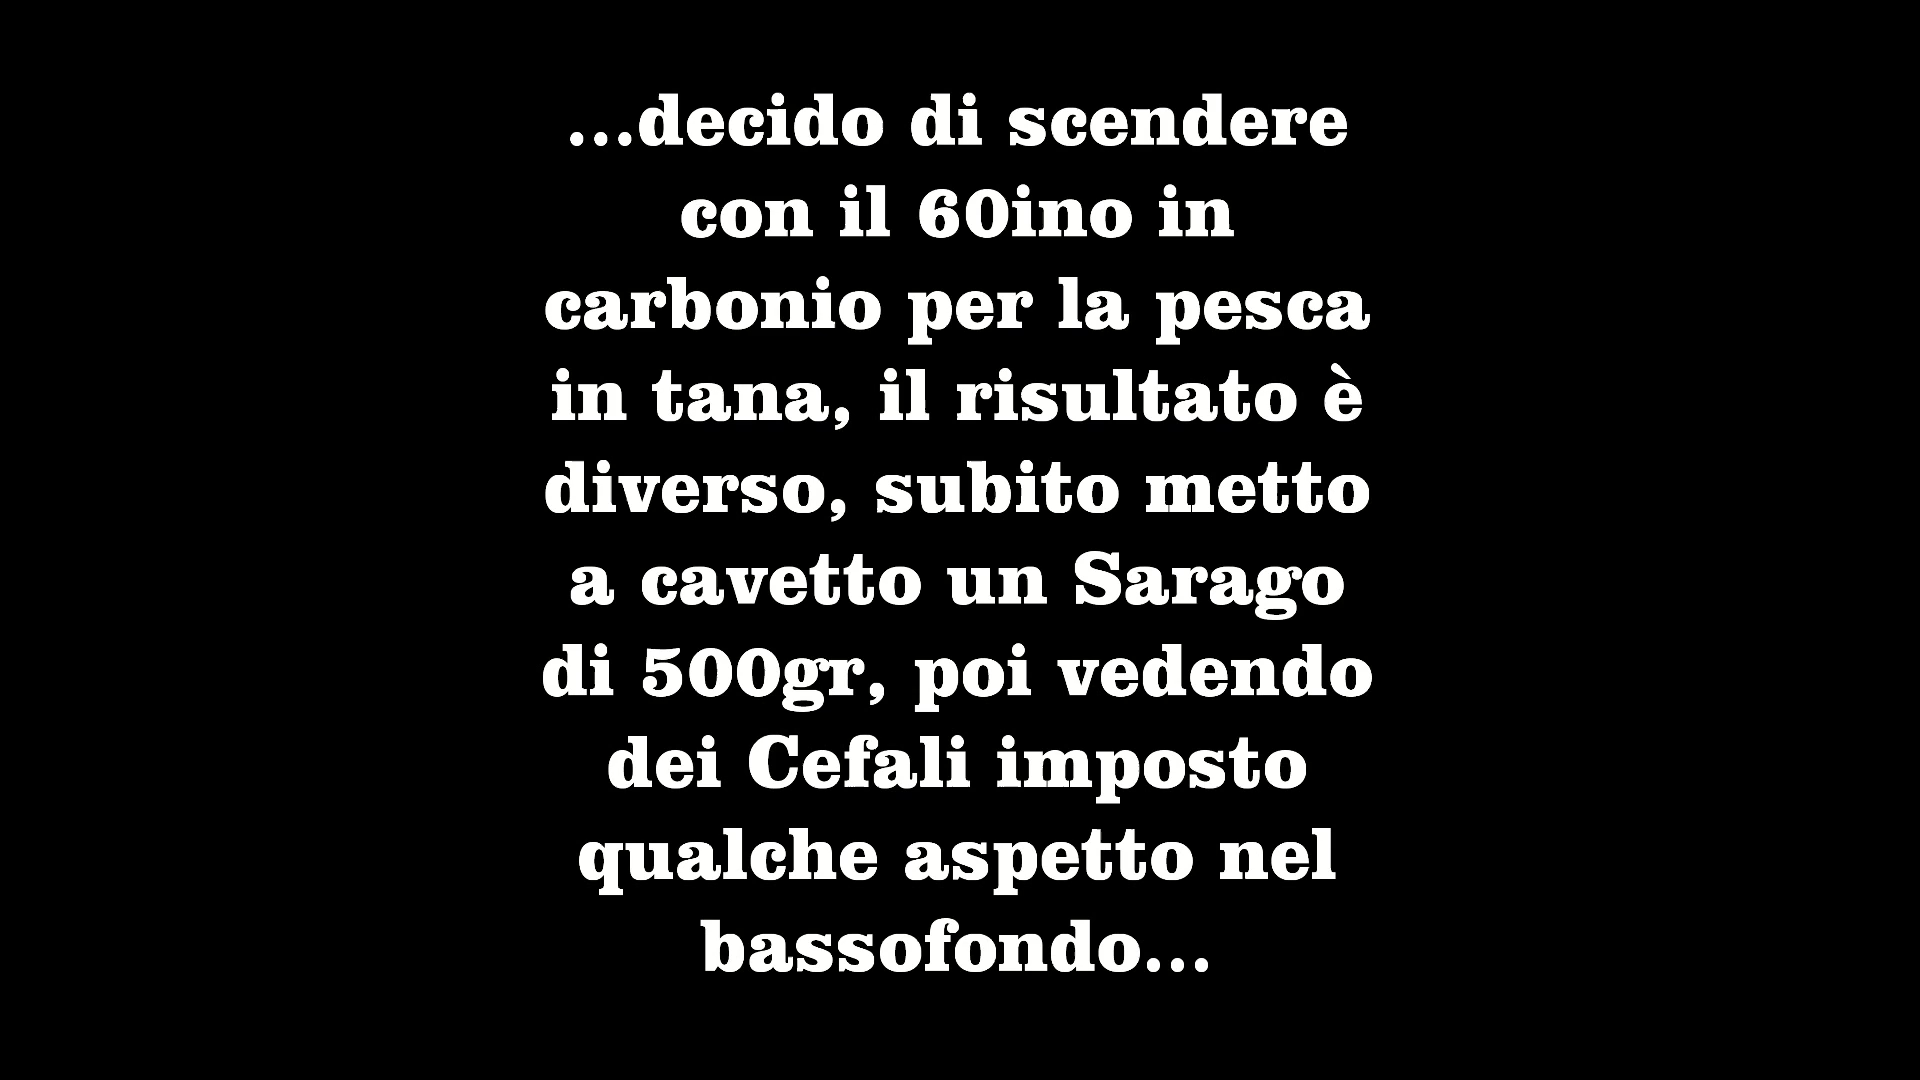 ...decido di scendere
con il 60ino in
carbonio per la pesca
in tana, il risultato è
diverso, subito metto
a cavetto un Sarago
di 500gr, poi vedendo
dei Cefali imposto
qualche aspetto nel
bassofondo...